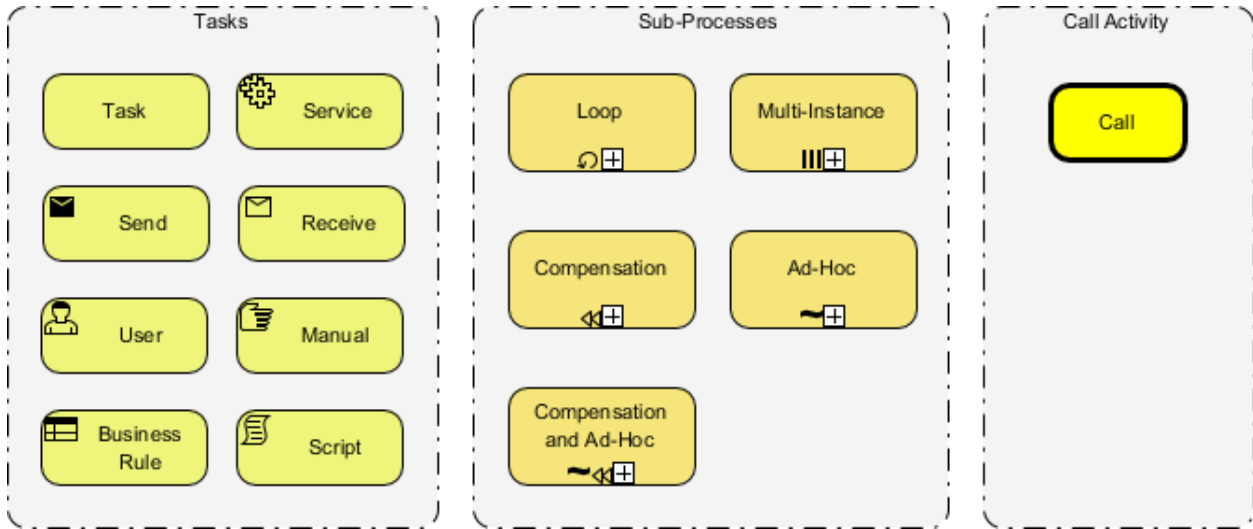 Tasks
Task
Service
Send
Receive
User
Manual
Business
Rule
Script
Sub-Processes
Loop
Multi-Instance
Compensation
Ad-Hoc
Compensation
and Ad-Hoc
Call Activity
Call